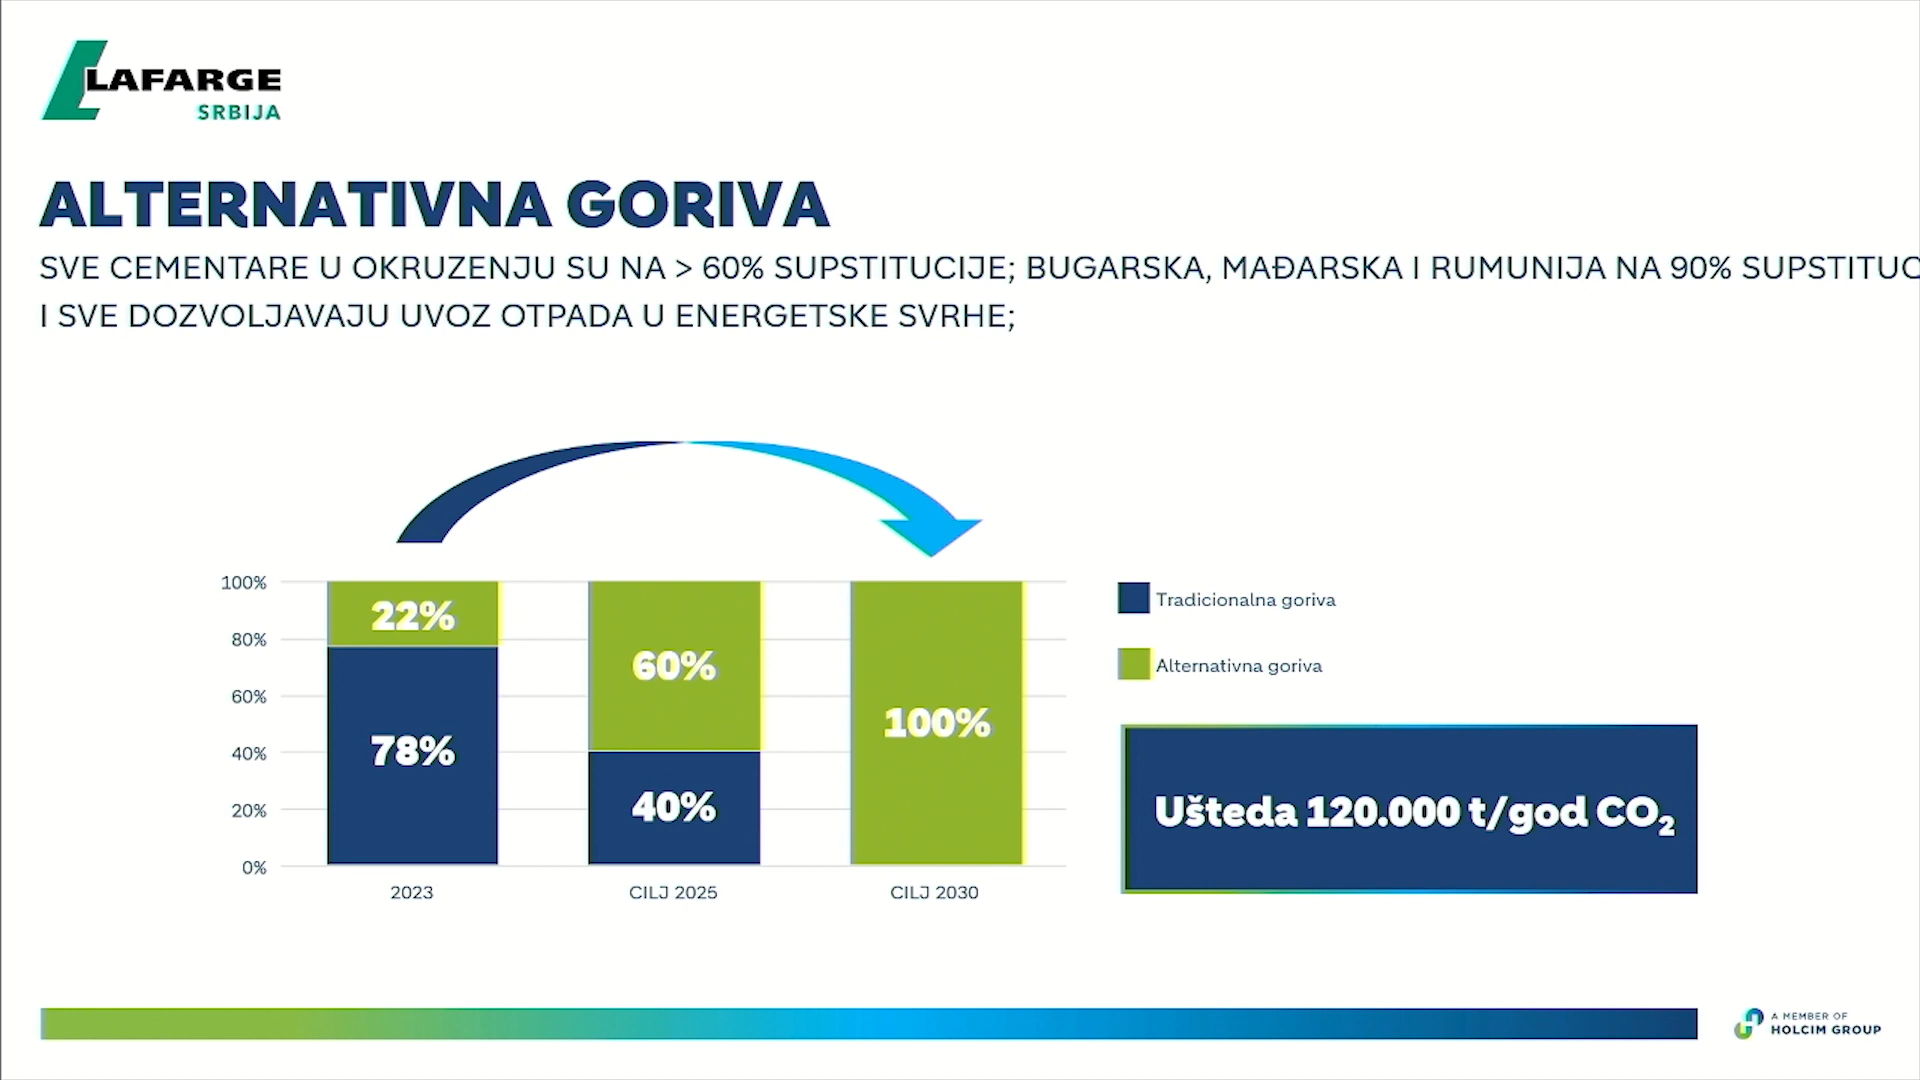 LAFARGE
SRBIJA
ALTERNATIVNA GORIVA
SVE CEMENTARE U OKRUZENJU SU NA > 60% SUPSTITUCIJE; BUGARSKA, MAĐARSKA I RUMUNIJA NA 90%
I SVE DOZVOLJAVAJU UVOZ OTPADA U ENERGETSKE SVRHE;
100%
80%
60%
40%
20%
0%
22%
78%
60%
40%
100%
2023
CILJ 2025
CILJ 2030
Tradicionalna goriva
Alternativna goriva
Ušteda 120.000 t/god CO₂
A MEMBER OF
HOLCIM GROUP